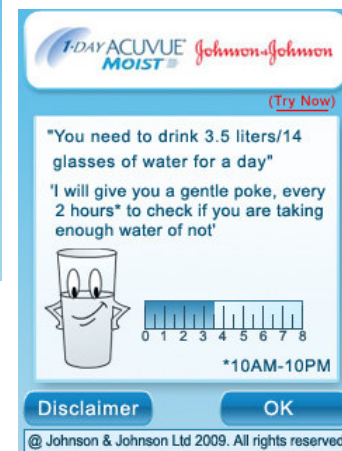 1-DAY ACUVUE® Johnson & Johnson
MOIST
(Try Now)
"You need to drink 3.5 liters/14
glasses of water for a day"
'I will give you a gentle poke, every
2 hours* to check if you are taking
enough water of not'
0 1 2 3 4 5 6 7 8
*10AM-10PM
Disclaimer OK
@ Johnson & Johnson Ltd 2009. All rights reserved